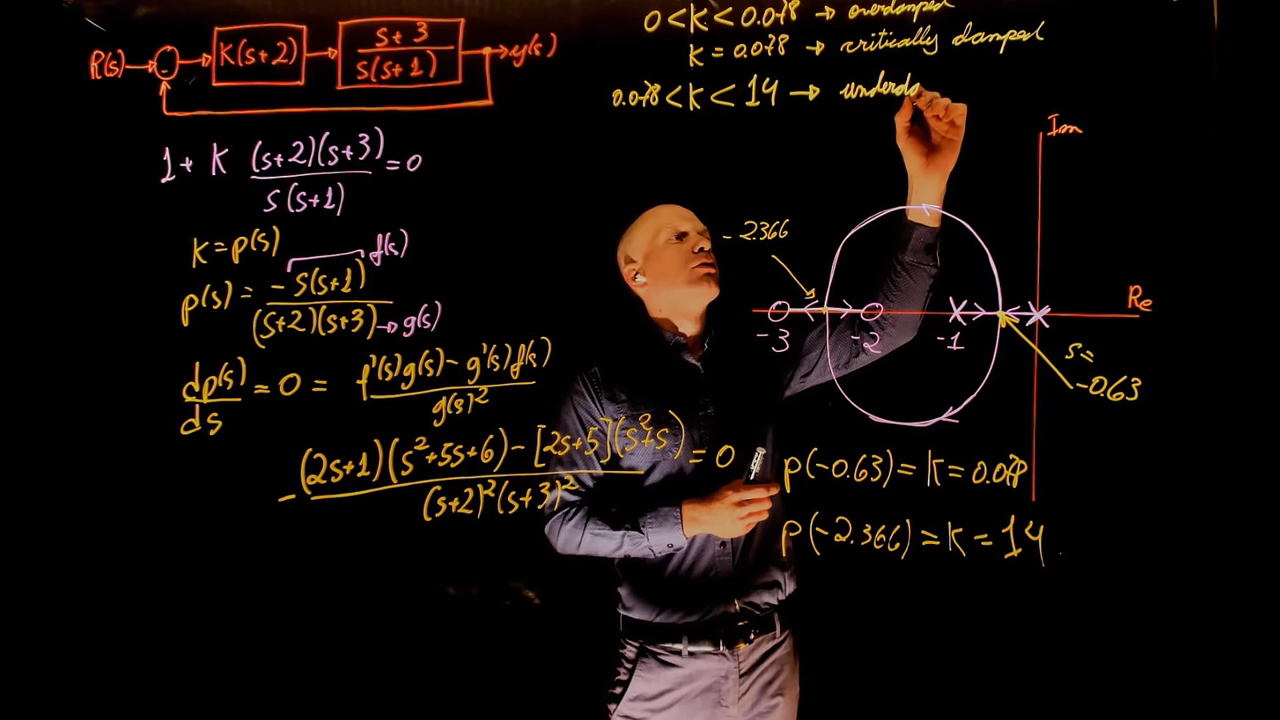 R(s) - K(s+2) s+3 / s(s+1) y(s)
1 + K (s+2)(s+3) / s(s+1) = 0
K = p(s)
f(s)
p(s) = -s(s+1) / (s+2)(s+3) → g(s)
dp(s)/ds = 0 = f'(s)g(s) - g'(s)f(s) / g(s)²
- (2s+1)(s²+5s+6) - [2s+5](s²+s) / (s+2)²(s+3)² = 0
0 < K < 0.078 → overdamped
K = 0.078 → critically damped
0.078 < K < 14 → underda
Im
- 2.366
Re
-3 -2 -1
s=
-0.63
p(-0.63) = K = 0.078
p(-2.366) = K = 14